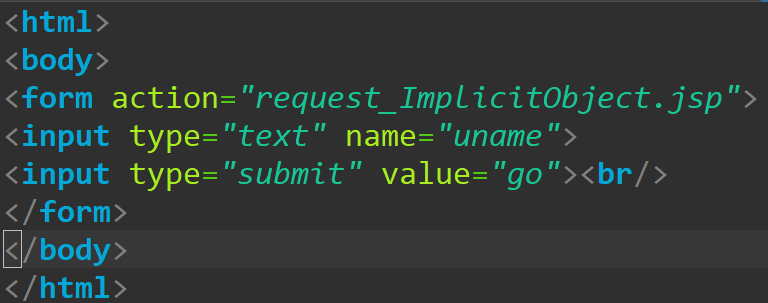 <html>
<body>
<form action="request_ImplicitObject.jsp">
<input type="text" name="uname">
<input type="submit" value="go"><br/>
</form>
</body>
</html>